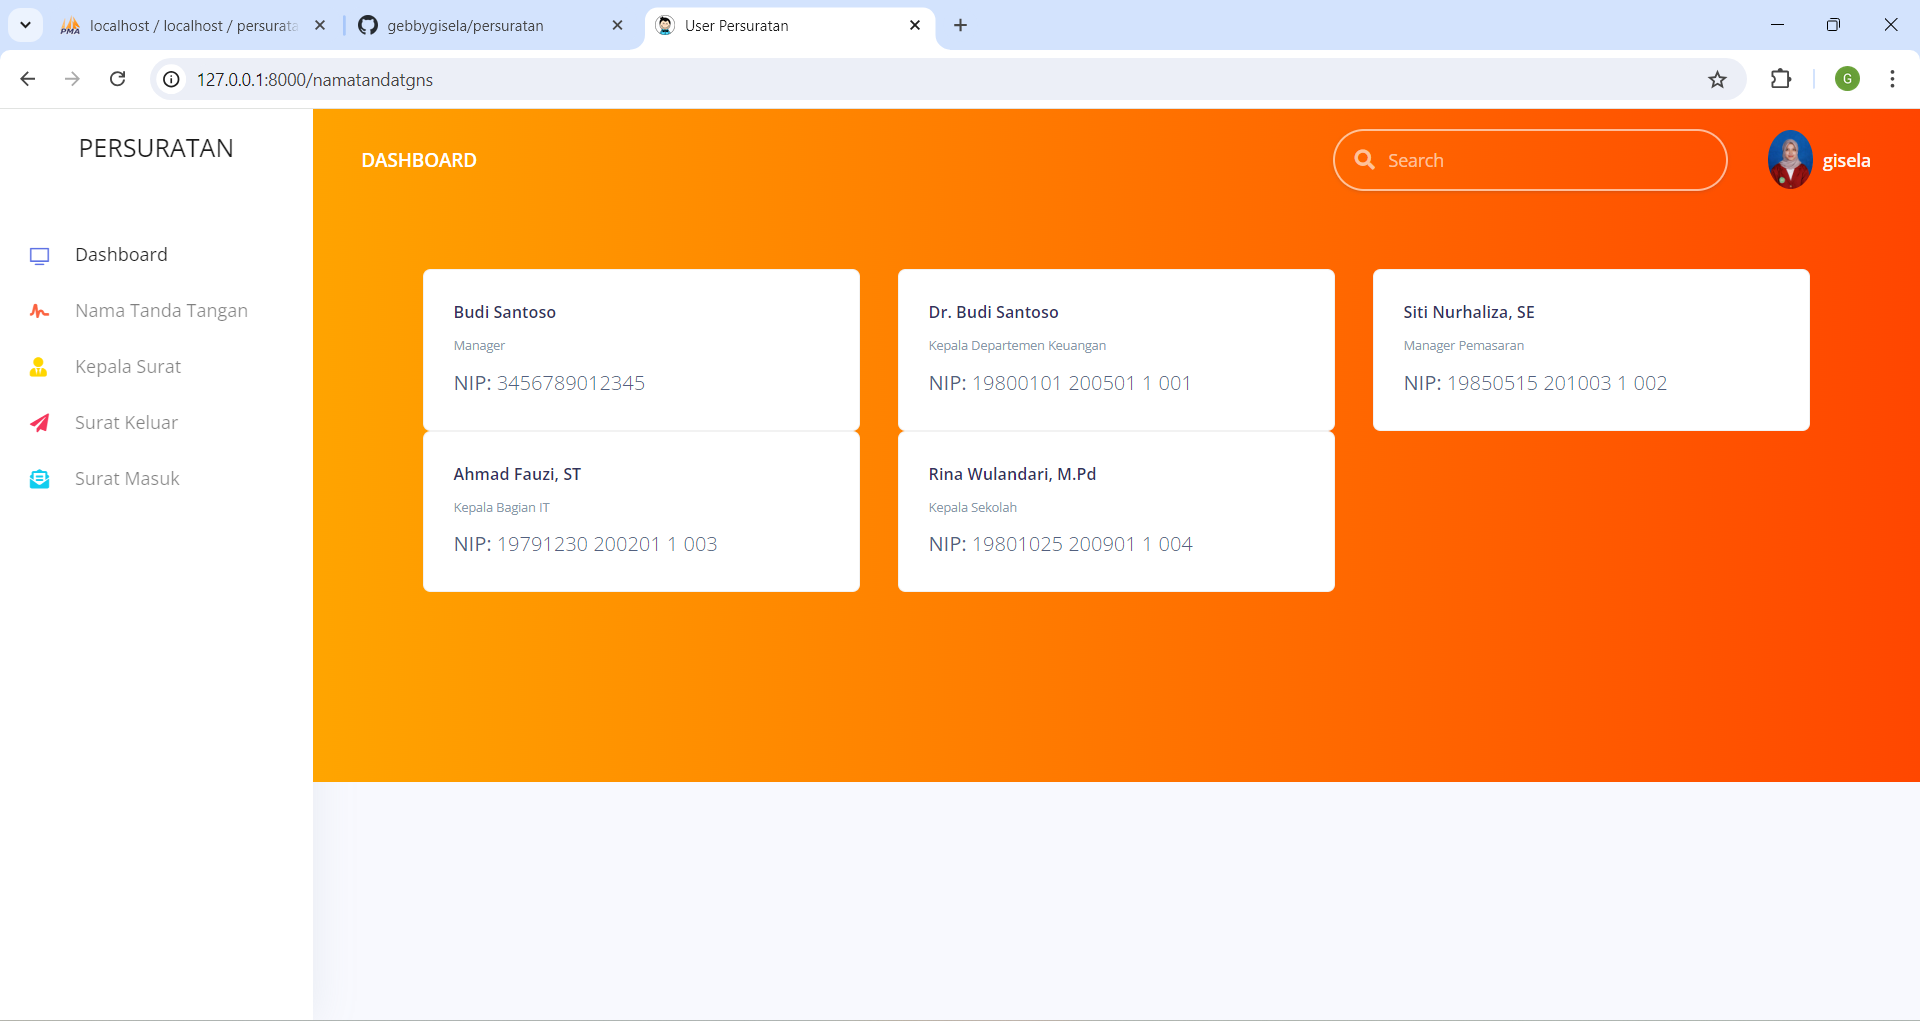 localhost / localhost / persurata
gebbygisela/persuratan
User Persuratan
127.0.0.1:8000/namatandatgns
G
PERSURATAN
Dashboard
Nama Tanda Tangan
Kepala Surat
Surat Keluar
Surat Masuk
DASHBOARD
Search
gisela
Budi Santoso
Manager
NIP: 3456789012345
Dr. Budi Santoso
Kepala Departemen Keuangan
NIP: 19800101 200501 1 001
Siti Nurhaliza, SE
Manager Pemasaran
NIP: 19850515 201003 1 002
Ahmad Fauzi, ST
Kepala Bagian IT
NIP: 19791230 200201 1 003
Rina Wulandari, M.Pd
Kepala Sekolah
NIP: 19801025 200901 1 004